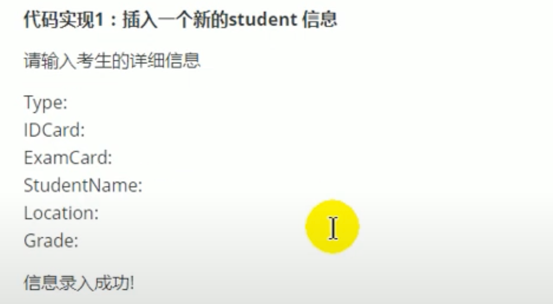 代码实现1：插入一个新的student 信息
请输入考生的详细信息
Type:
IDCard:
ExamCard:
StudentName:
Location:
Grade:
信息录入成功!